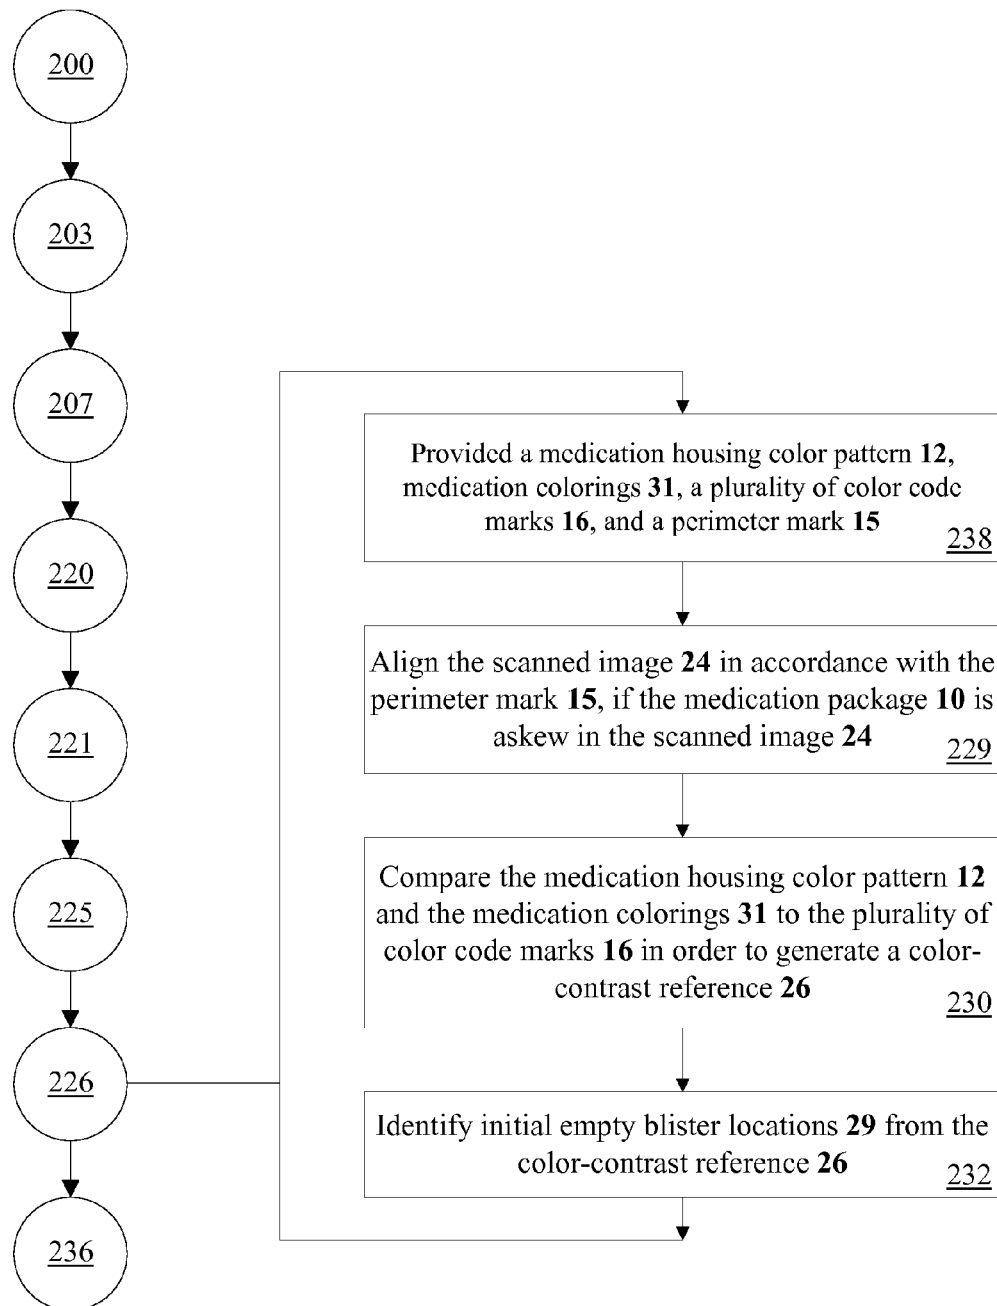 200
203
207
220
221
225
226
236
Provided a medication housing color pattern 12,
medication colorings 31, a plurality of color code
marks 16, and a perimeter mark 15
238
Align the scanned image 24 in accordance with the
perimeter mark 15, if the medication package 10 is
askew in the scanned image 24
229
Compare the medication housing color pattern 12
and the medication colorings 31 to the plurality of
color code marks 16 in order to generate a color-
contrast reference 26
230
Identify initial empty blister locations 29 from the
color-contrast reference 26
232